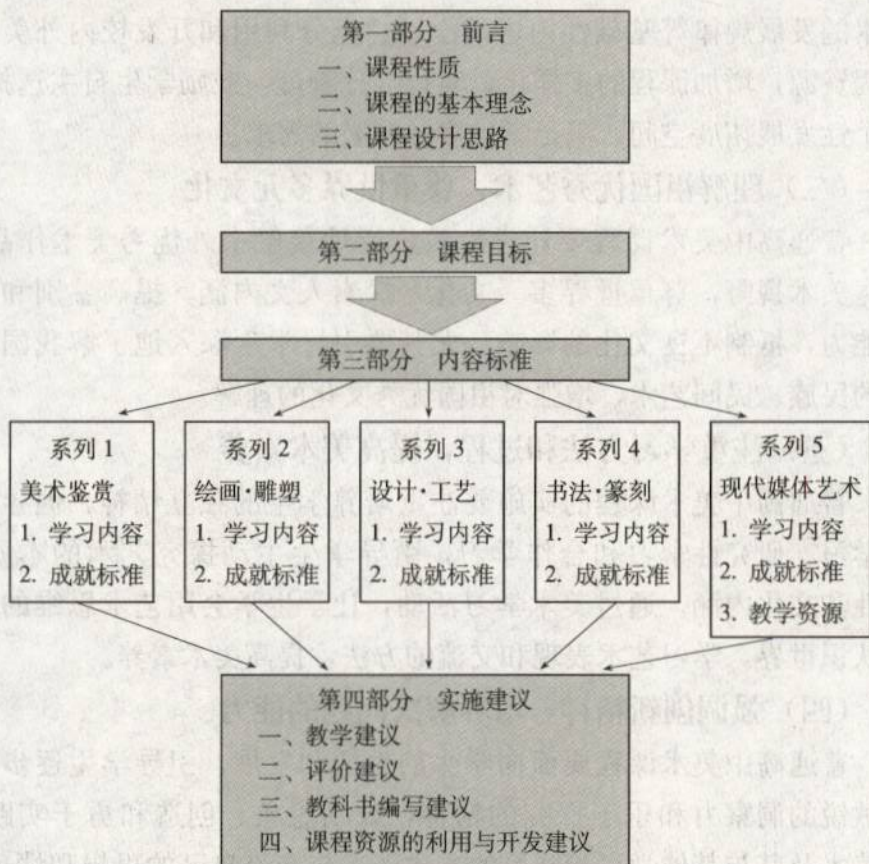 第一部分 前言
一、课程性质
二、课程的基本理念
三、课程设计思路
第二部分 课程目标
第三部分 内容标准
系列 1
美术鉴赏
1. 学习内容
2. 成就标准
系列 2
绘画·雕塑
1. 学习内容
2. 成就标准
系列 3
设计·工艺
1. 学习内容
2. 成就标准
系列 4
书法·篆刻
1. 学习内容
2. 成就标准
系列 5
现代媒体艺术
1. 学习内容
2. 成就标准
3. 教学资源
第四部分 实施建议
一、教学建议
二、评价建议
三、教科书编写建议
四、课程资源的利用与开发建议